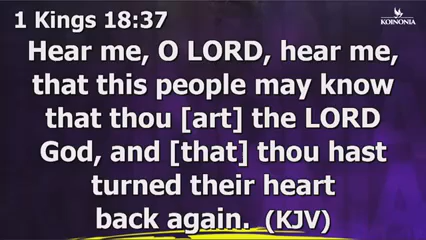 1 Kings 18:37
KOINONIA
Hear me, O LORD, hear me,
that this people may know
that thou [art] the LORD
God, and [that] thou hast
turned their heart
back again. (KJV)